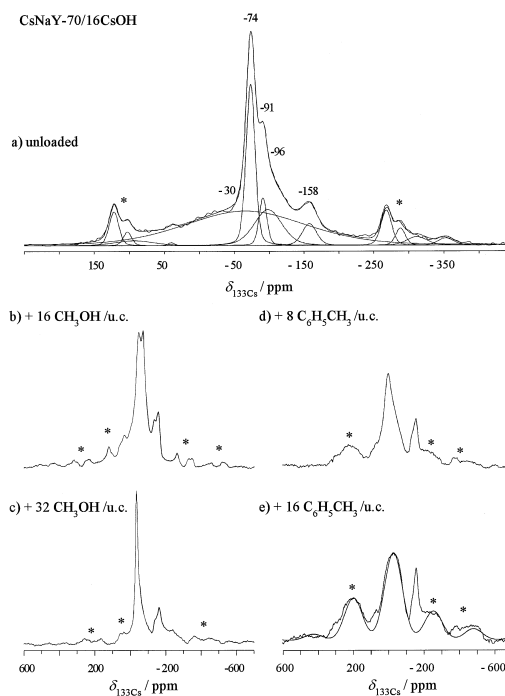 CsNaY-70/16CsOH
-74
-91
a) unloaded
-96
* - 30 -158 *
150 50 -50 -150 -250 - 350
δ133Cs / ppm
b) + 16 CH3OH /u.c.
d) + 8 C6H5CH3 /u.c.
* * * *
* * *
c) + 32 CH3OH /u.c.
e) + 16 C6H5CH3 /u.c.
* * *
* * * *
600 200 - 200 -600
δ133Cs / ppm
600 200 - 200 - 600
δ133Cs / ppm